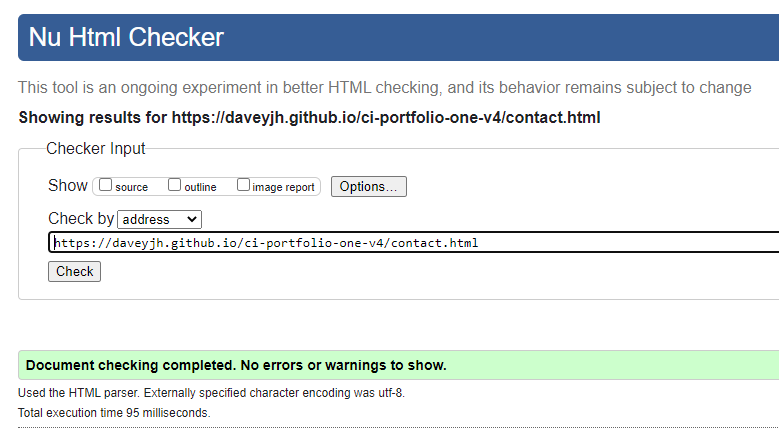 Nu Html Checker
This tool is an ongoing experiment in better HTML checking, and its behavior remains subject to change
Showing results for https://daveyjh.github.io/ci-portfolio-one-v4/contact.html
Checker Input
Show source outline image report Options...
Check by address
https://daveyjh.github.io/ci-portfolio-one-v4/contact.html
Check
Document checking completed. No errors or warnings to show.
Used the HTML parser. Externally specified character encoding was utf-8.
Total execution time 95 milliseconds.